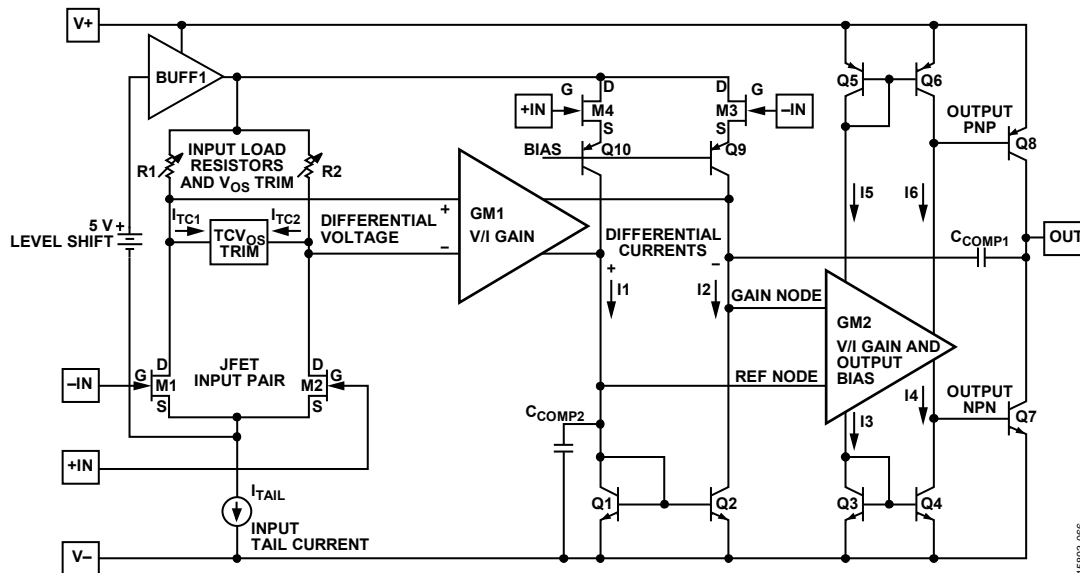 V+
BUFF1
R1
INPUT LOAD
RESISTORS
AND VOS TRIM
R2
5 V
+
LEVEL SHIFT
ITC1
ITC2
TCVOS
TRIM
DIFFERENTIAL
VOLTAGE
+
–
GM1
V/I GAIN
+IN
G
D
M4
S
BIAS
Q10
D
G
M3
S
–IN
Q9
DIFFERENTIAL
CURRENTS
+
–
I1
I2
Q5
Q6
OUTPUT
PNP
Q8
I5
I6
CCOMP1
OUT
GAIN NODE
GM2
V/I GAIN AND
OUTPUT
BIAS
REF NODE
I3
I4
OUTPUT
NPN
Q7
–IN
G
D
M1
S
JFET
INPUT PAIR
D
M2
G
S
+IN
CCOMP2
ITAIL
INPUT
TAIL CURRENT
Q1
Q2
Q3
Q4
V–